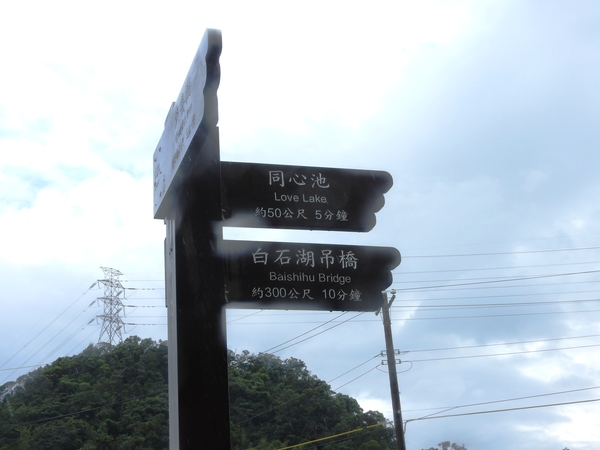 同心池
Love Lake
約50公尺 5分鐘
白石湖吊橋
Baishihu Bridge
約300公尺 10分鐘